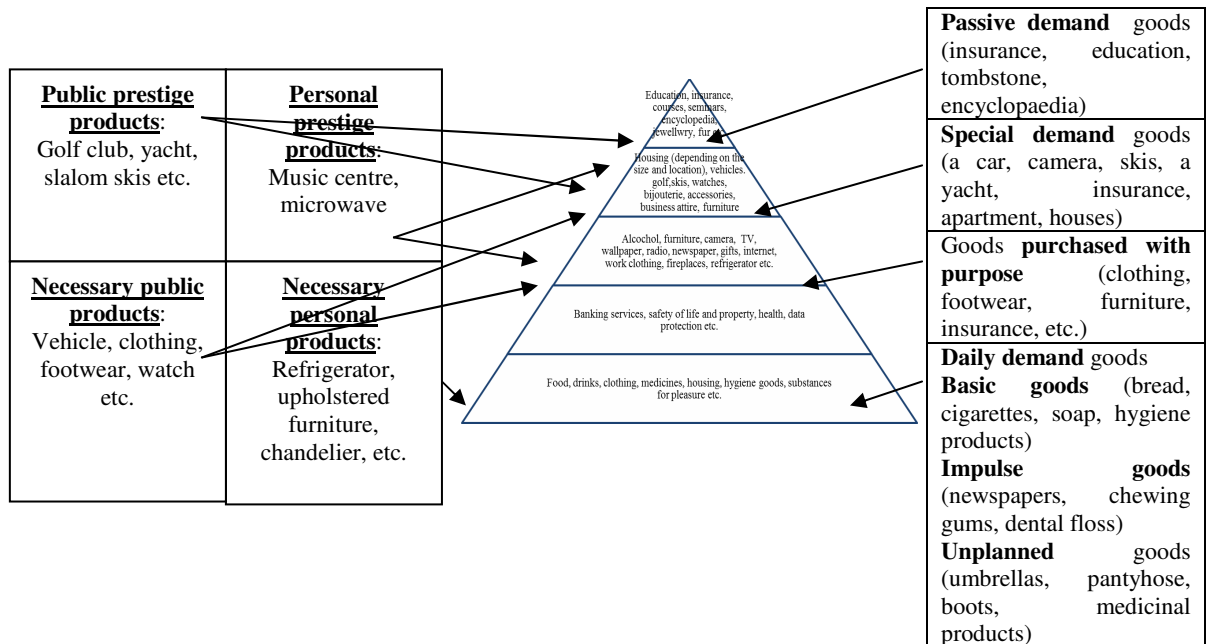 Public prestige
products:
Golf club, yacht,
slalom skis etc.
Personal
prestige
products:
Music centre,
microwave
Necessary public
products:
Vehicle, clothing,
footwear, watch
etc.
Necessary
personal
products:
Refrigerator,
upholstered
furniture,
chandelier, etc.
Education, insurance,
courses, seminars,
encyclopedia,
jewellwry, fur etc.
Housing (depending on the
size and location), vehicles.
golf,skis, watches,
bijouterie, accessories,
business attire, furniture
Alcochol, furniture, camera, TV,
wallpaper, radio, newspaper, gifts, internet,
work clothing, fireplaces, refrigerator etc.
Banking services, safety of life and property, health, data
protection etc.
Food, drinks, clothing, medicines, housing, hygiene goods, substances
for pleasure etc.
Passive demand goods
(insurance, education,
tombstone,
encyclopaedia)
Special demand goods
(a car, camera, skis, a
yacht, insurance,
apartment, houses)
Goods purchased with
purpose (clothing,
footwear, furniture,
insurance, etc.)
Daily demand goods
Basic goods (bread,
cigarettes, soap, hygiene
products)
Impulse goods
(newspapers, chewing
gums, dental floss)
Unplanned goods
(umbrellas, pantyhose,
boots, medicinal
products)